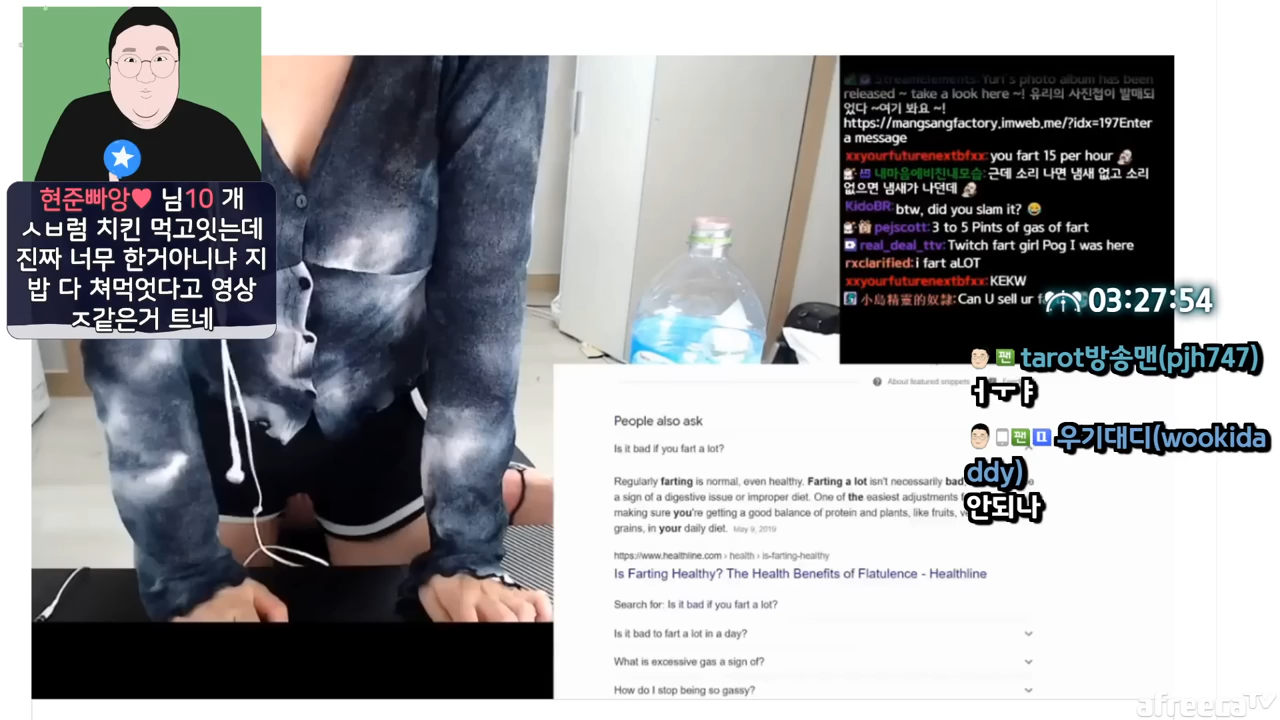 현준빠앙♥ 님10 개
ㅅㅂ럼 치킨 먹고잇는데
진짜 너무 한거아니냐 지
밥 다 쳐먹엇다고 영상
ㅈ같은거 트네
StreamElements: Yuri's photo album has been
released ~ take a look here ~! 유리의 사진첩이 발매되
었다 ~여기 봐요 ~!
https://mangsangfactory.imweb.me/?idx=197Enter
a message
xxyourfuturenextbfxx: you fart 15 per hour
내마음에비친내모습: 근데 소리 나면 냄새 없고 소리
없으면 냄새가 나던데
KidoBR: btw, did you slam it? 😂
pejscott: 3 to 5 Pints of gas of fart
real_deal_ttv: Twitch fart girl Pog I was here
rxclarified: i fart aLOT
xxyourfuturenextbfxx: KEKW
小島精靈的奴隸: Can U sell ur
03:27:54
팬 tarot방송맨(pjh747)
ㅓㅜㅑ
팬 우기대디(wookida
ddy)
안되나
About featured snippets
People also ask
Is it bad if you fart a lot?
Regularly farting is normal, even healthy. Farting a lot isn't necessarily bad,
a sign of a digestive issue or improper diet. One of the easiest adjustments
making sure you're getting a good balance of protein and plants, like fruits,
grains, in your daily diet. May 9, 2019
https://www.healthline.com › health › is-farting-healthy
Is Farting Healthy? The Health Benefits of Flatulence - Healthline
Search for: Is it bad if you fart a lot?
Is it bad to fart a lot in a day?
What is excessive gas a sign of?
How do I stop being so gassy?
afreecaTV